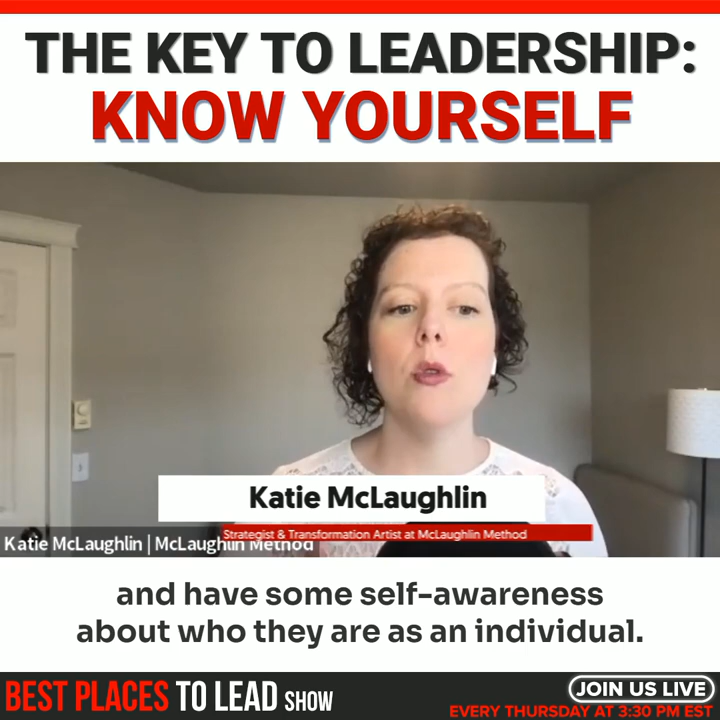 THE KEY TO LEADERSHIP:
KNOW YOURSELF
Katie McLaughlin
Strategist & Transformation Artist at McLaughlin Method
Katie McLaughlin | McLaughlin Method
and have some self-awareness
about who they are as an individual.
BEST PLACES TO LEAD SHOW
JOIN US LIVE
EVERY THURSDAY AT 3:30 PM EST